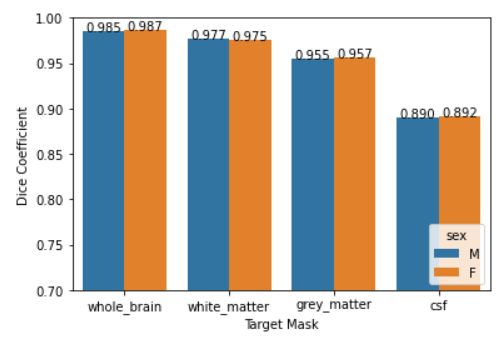 1.00
0.95
0.90
0.85
0.80
0.75
0.70
Dice Coefficient
0.985 0.987
0.977 0.975
0.955 0.957
0.890 0.892
sex
M
F
whole_brain white_matter grey_matter csf
Target Mask